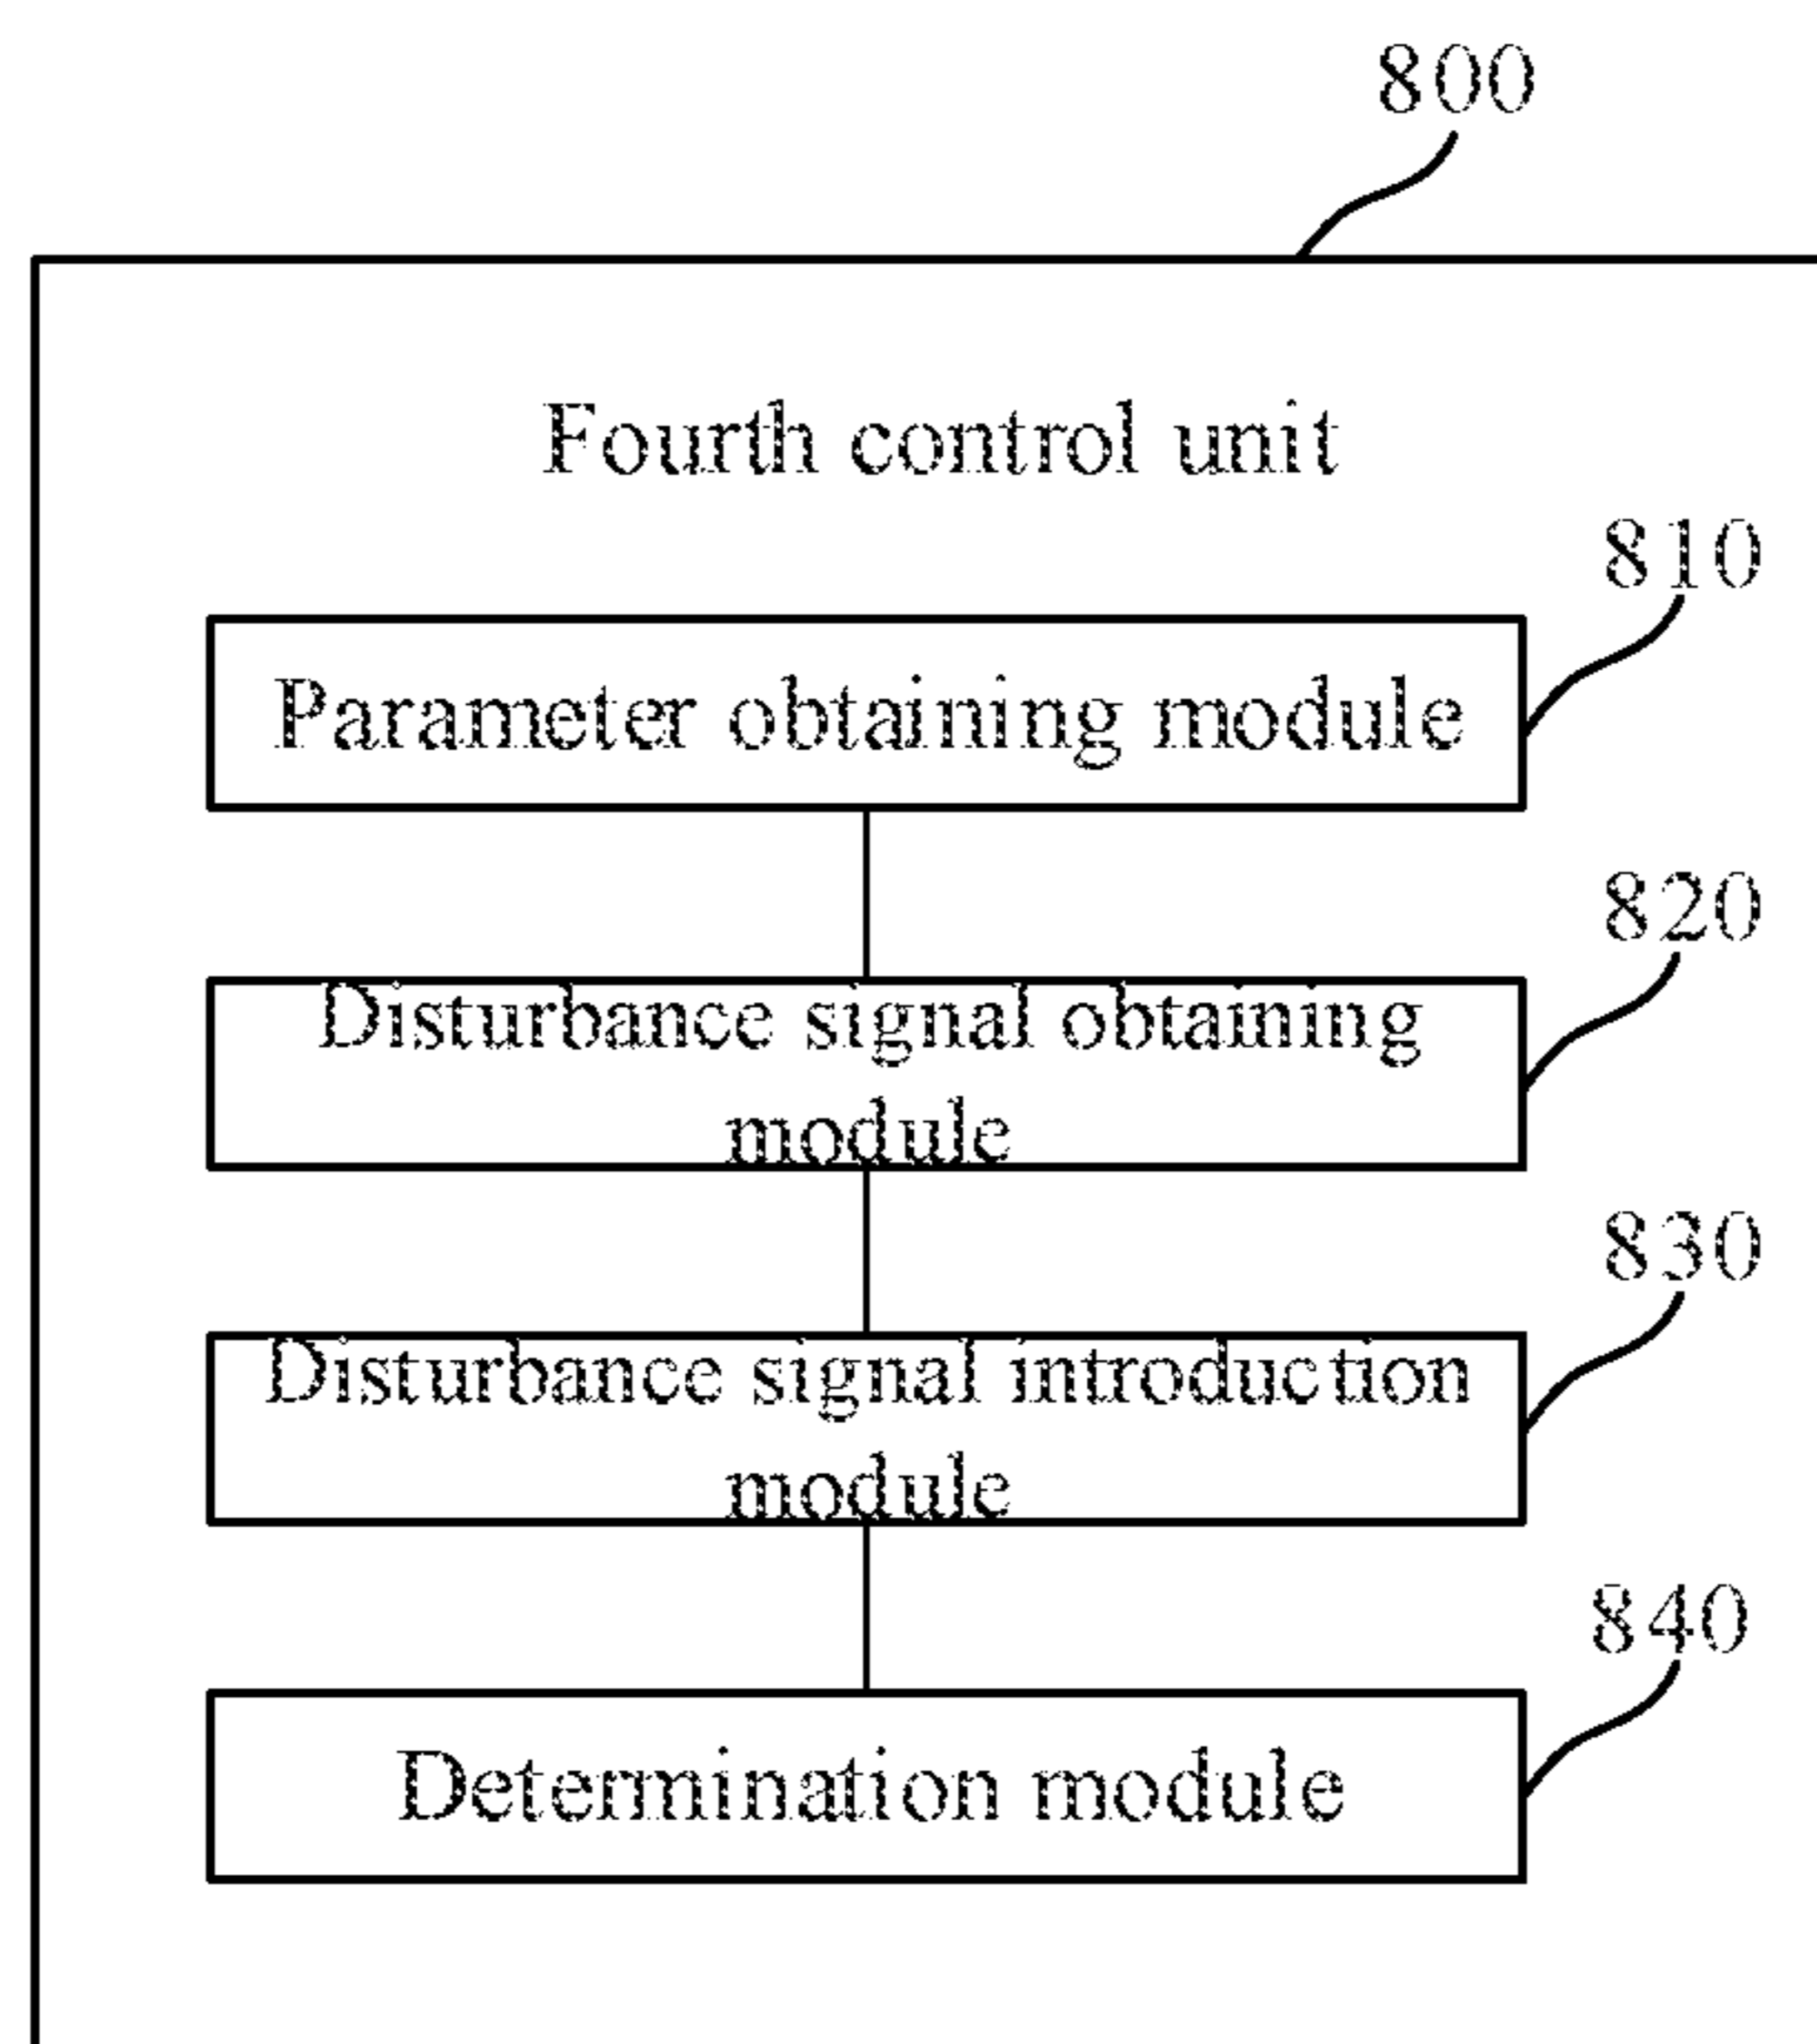 800
Fourth control unit
810
Parameter obtaining module
820
Disturbance signal obtaining
module
830
Disturbance signal introduction
module
840
Determination module